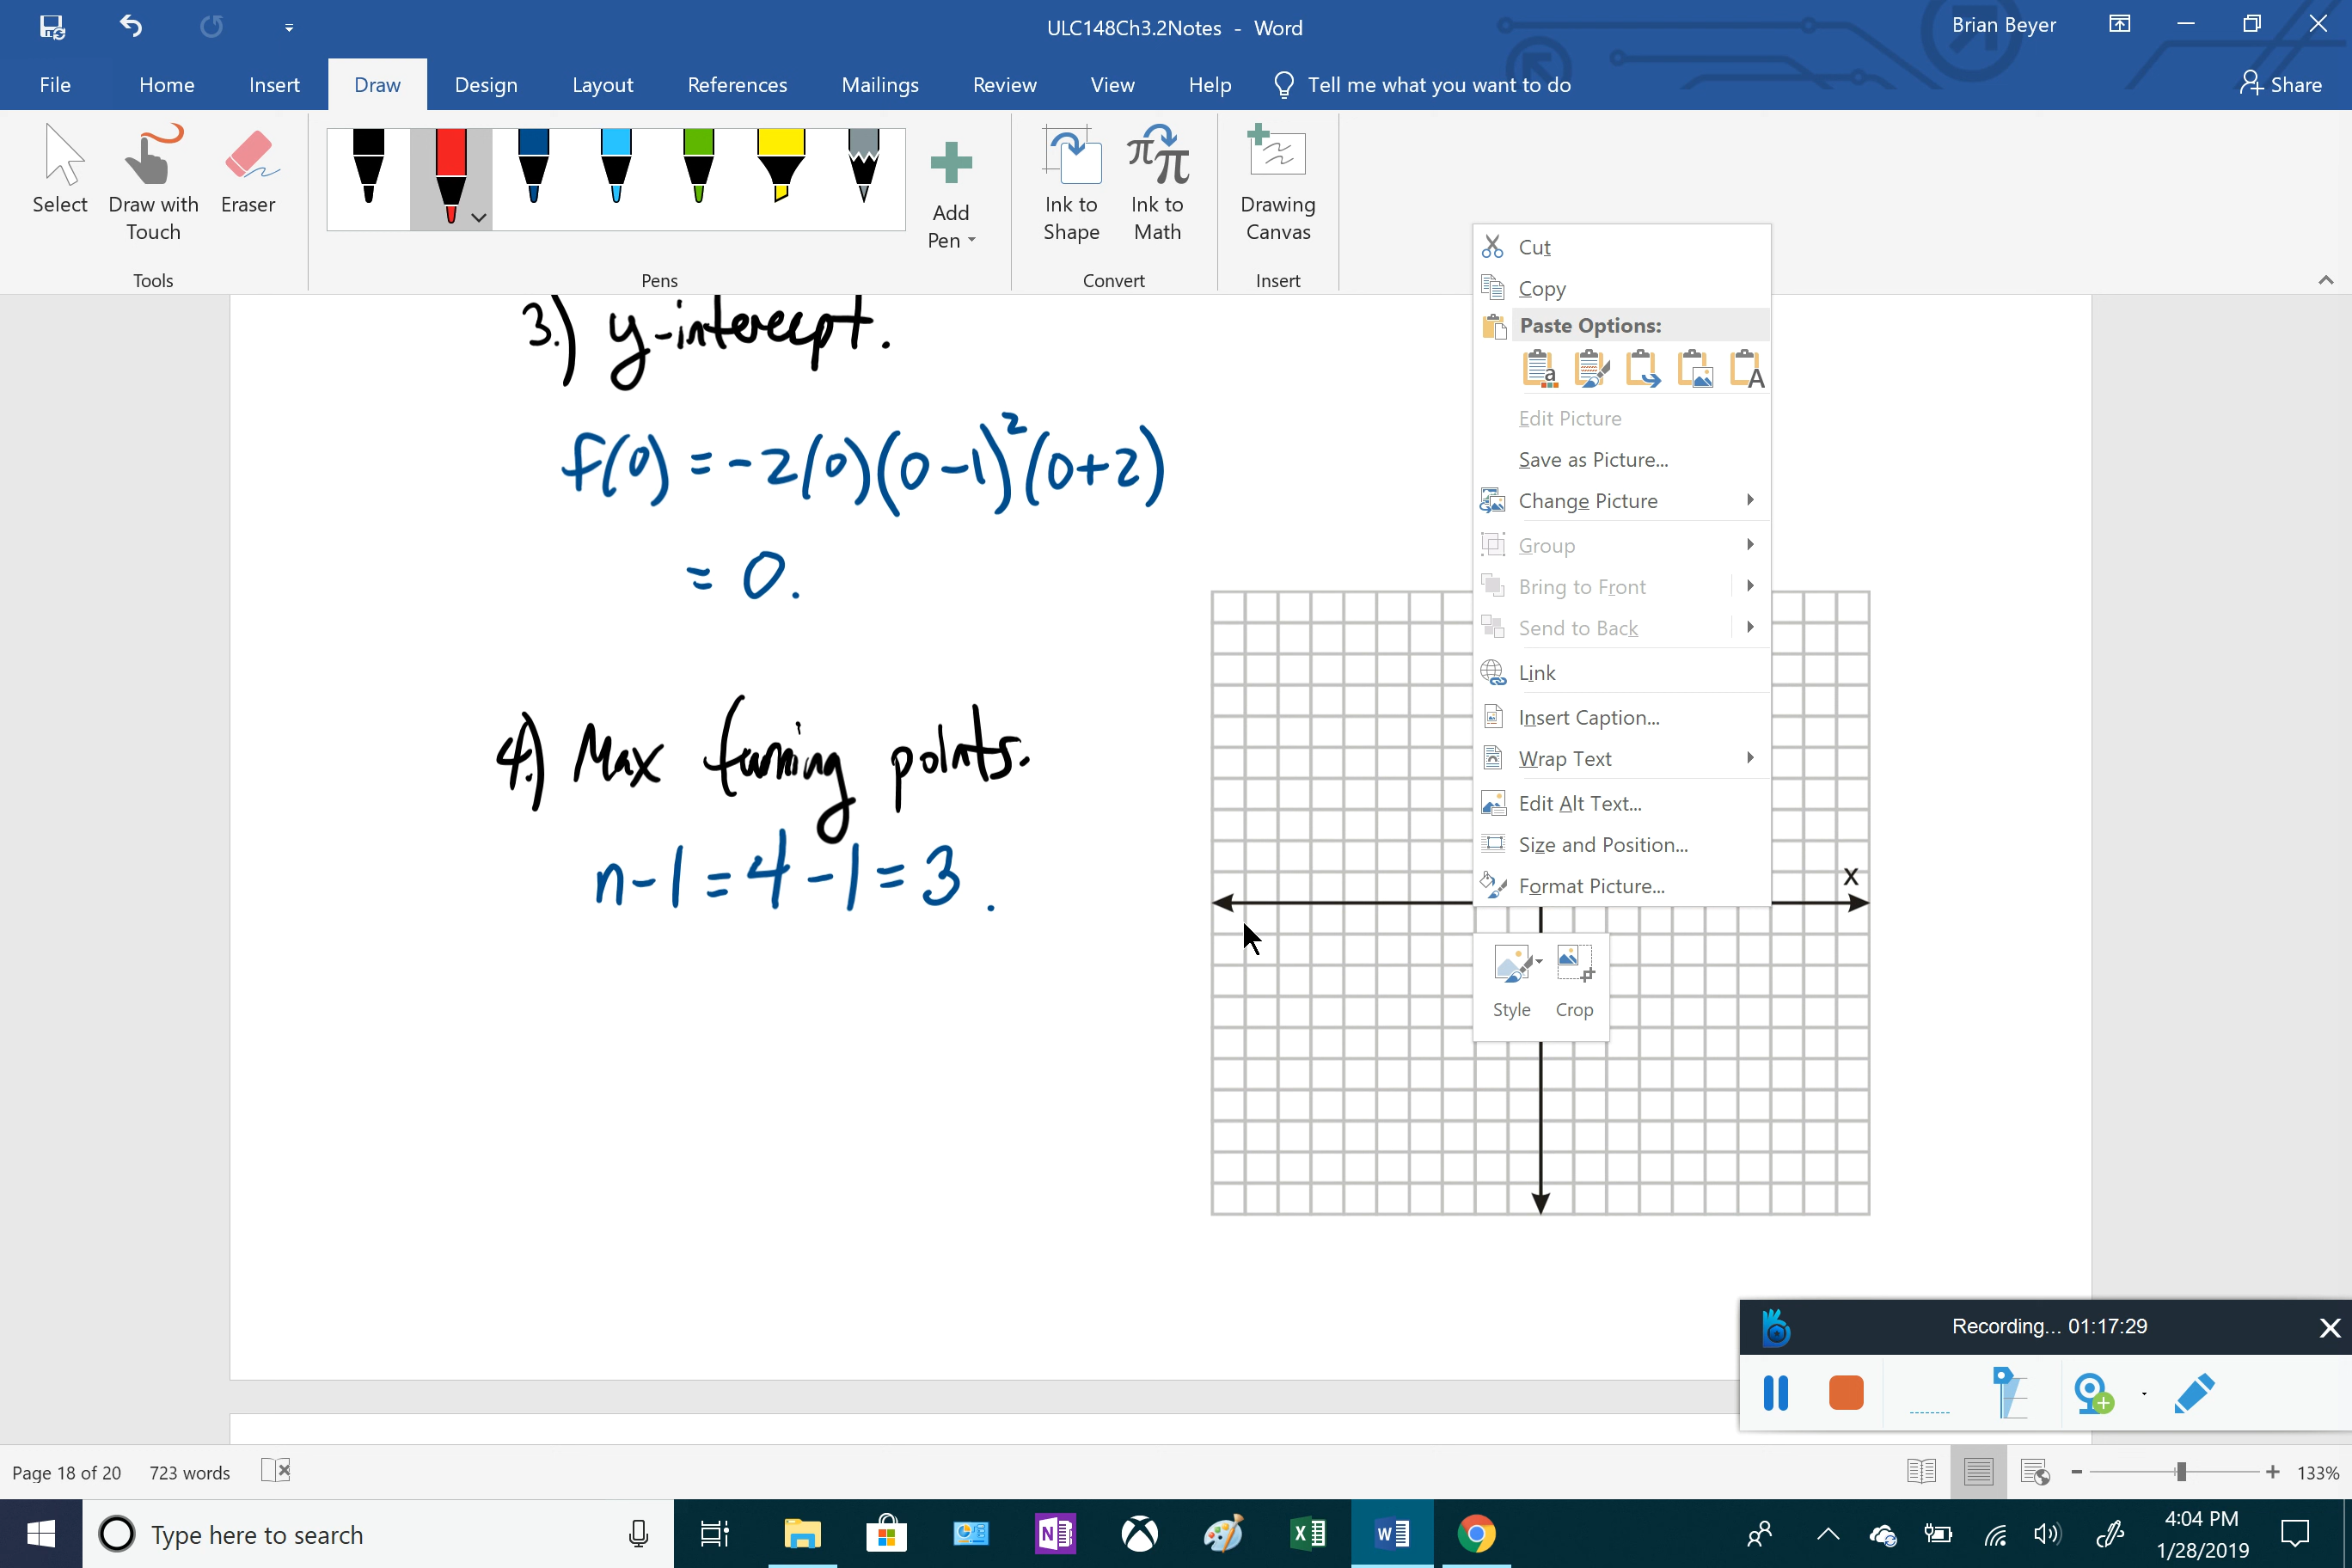 ULC148Ch3.2Notes - Word
Brian Beyer
File Home Insert Draw Design Layout References Mailings Review View Help Tell me what you want to do Share
Select Draw with Touch Eraser
Add Pen
Ink to Shape Ink to Math
Drawing Canvas
Tools Pens Convert Insert
3.) y-intercept.
f(0) = -2(0)(0-1)²(0+2)
= 0.
4.) Max turning points.
n-1 = 4-1 = 3.
Cut
Copy
Paste Options:
Edit Picture
Save as Picture...
Change Picture
Group
Bring to Front
Send to Back
Link
Insert Caption...
Wrap Text
Edit Alt Text...
Size and Position...
Format Picture...
x
Style Crop
Recording... 01:17:29
Page 18 of 20 723 words
133%
Type here to search
4:04 PM
1/28/2019